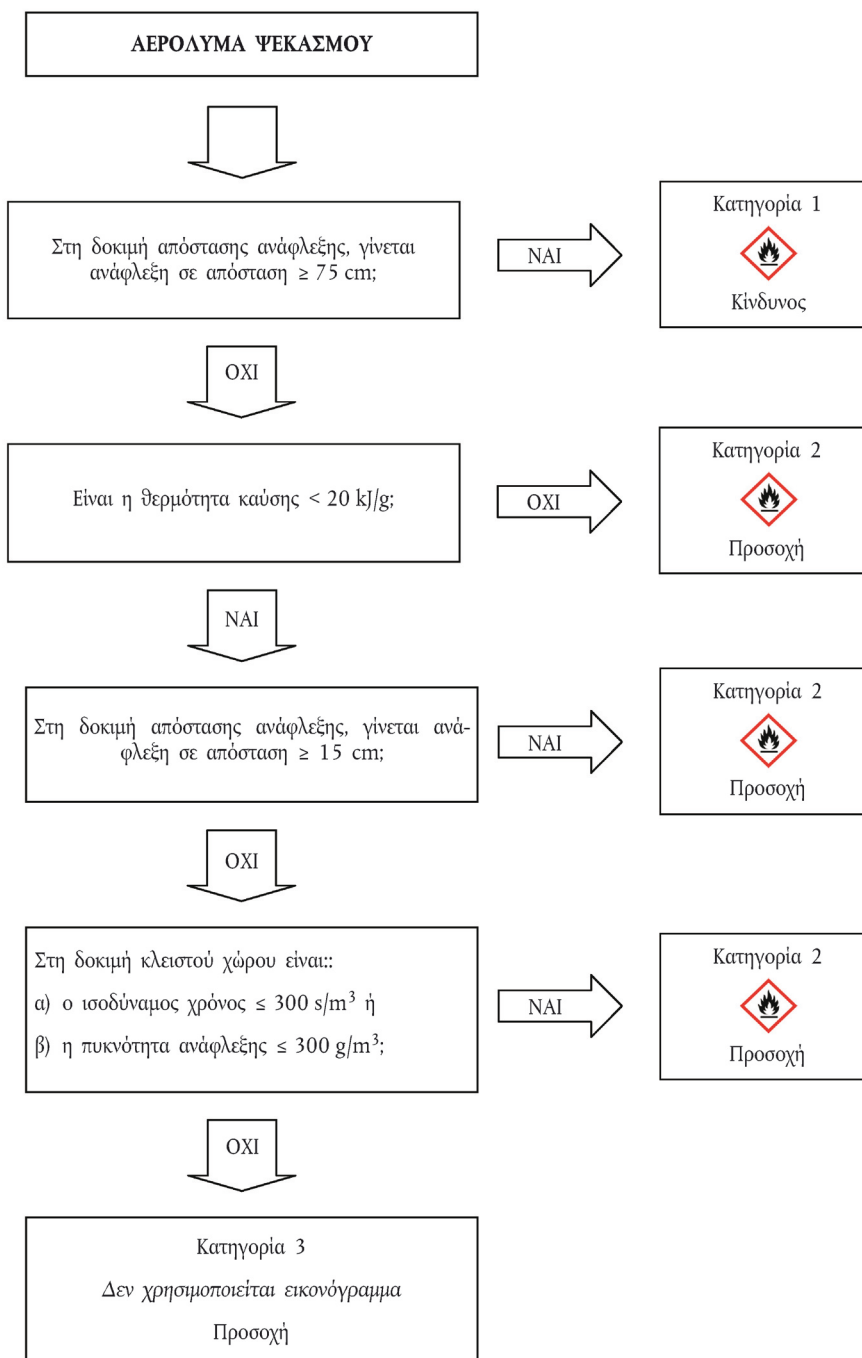 ΑΕΡΟΛΥΜΑ ΨΕΚΑΣΜΟΥ
Στη δοκιμή απόστασης ανάφλεξης, γίνεται
ανάφλεξη σε απόσταση ≥ 75 cm;
ΝΑΙ
Κατηγορία 1
Κίνδυνος
ΟΧΙ
Είναι η θερμότητα καύσης < 20 kJ/g;
ΟΧΙ
Κατηγορία 2
Προσοχή
ΝΑΙ
Στη δοκιμή απόστασης ανάφλεξης, γίνεται ανά-
φλεξη σε απόσταση ≥ 15 cm;
ΝΑΙ
Κατηγορία 2
Προσοχή
ΟΧΙ
Στη δοκιμή κλειστού χώρου είναι::
α) ο ισοδύναμος χρόνος ≤ 300 s/m³ ή
β) η πυκνότητα ανάφλεξης ≤ 300 g/m³;
ΝΑΙ
Κατηγορία 2
Προσοχή
ΟΧΙ
Κατηγορία 3
Δεν χρησιμοποιείται εικονόγραμμα
Προσοχή